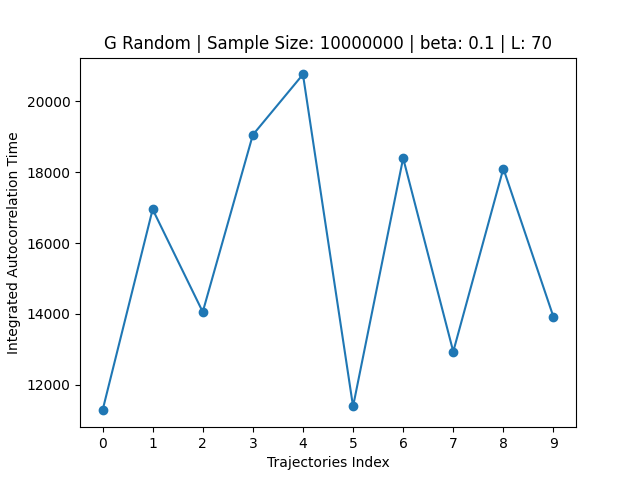 G Random | Sample Size: 10000000 | beta: 0.1 | L: 70
Integrated Autocorrelation Time
20000
18000
16000
14000
12000
0 1 2 3 4 5 6 7 8 9
Trajectories Index